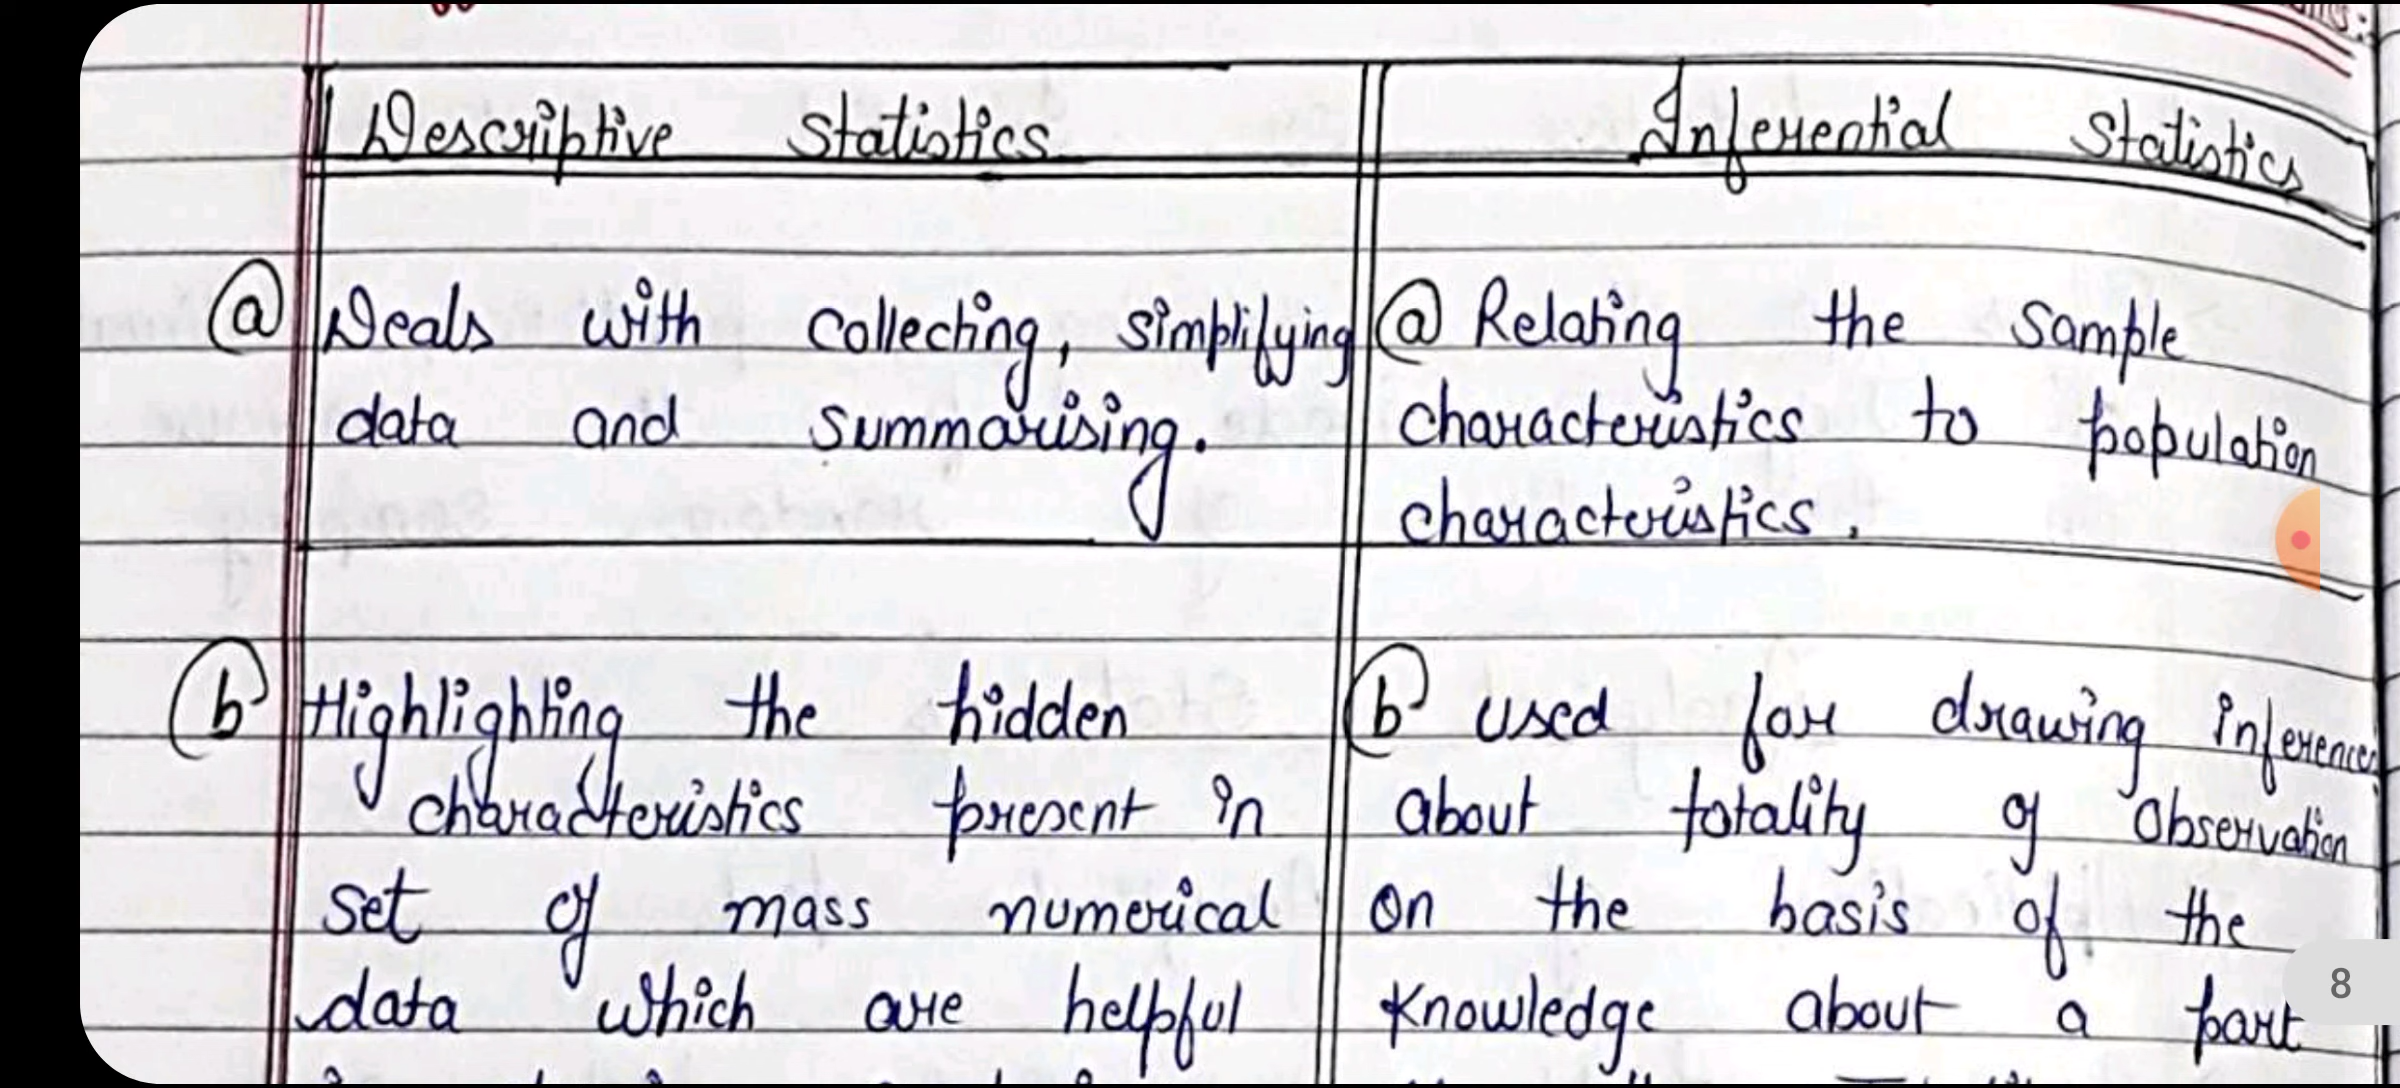 Descriptive Statistics
Inferential Statistics
ⓐ Deals with collecting, simplifying
data and summarising.
ⓐ Relating the sample
characteristics to population
characteristics.
ⓑ Highlighting the hidden
characteristics present in
set of mass numerical
data which are helpful
ⓑ used for drawing inferences
about totality of observation
on the basis of the
knowledge about a part
8